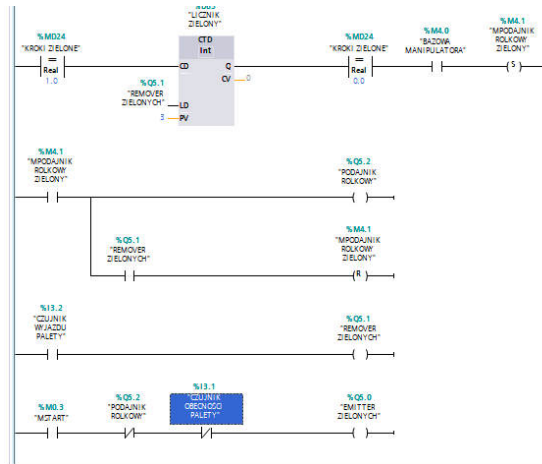 "LICZNIK
ZIELONY"
%MD24
"KROKI ZIELONE"
==
Real
1.0
CTD
Int
CD
Q
CV
0
%Q5.1
"REMOVER
ZIELONYCH"
LD
3
PV
%MD24
"KROKI ZIELONE"
==
Real
0.0
%M4.0
"BAZOWA
MANIPULATORA"
%M4.1
"MPODAJNIK
ROLKOWY
ZIELONY"
S
%M4.1
"MPODAJNIK
ROLKOWY
ZIELONY"
%Q5.2
"PODAJNIK
ROLKOWY"
%Q5.1
"REMOVER
ZIELONYCH"
%M4.1
"MPODAJNIK
ROLKOWY
ZIELONY"
R
%I3.2
"CZUJNIK
WYJAZDU
PALETY"
%Q5.1
"REMOVER
ZIELONYCH"
%M0.3
"MSTART"
%Q5.2
"PODAJNIK
ROLKOWY"
%I3.1
"CZUJNIK
OBECNOŚCI
PALETY"
%Q5.0
"EMITTER
ZIELONYCH"